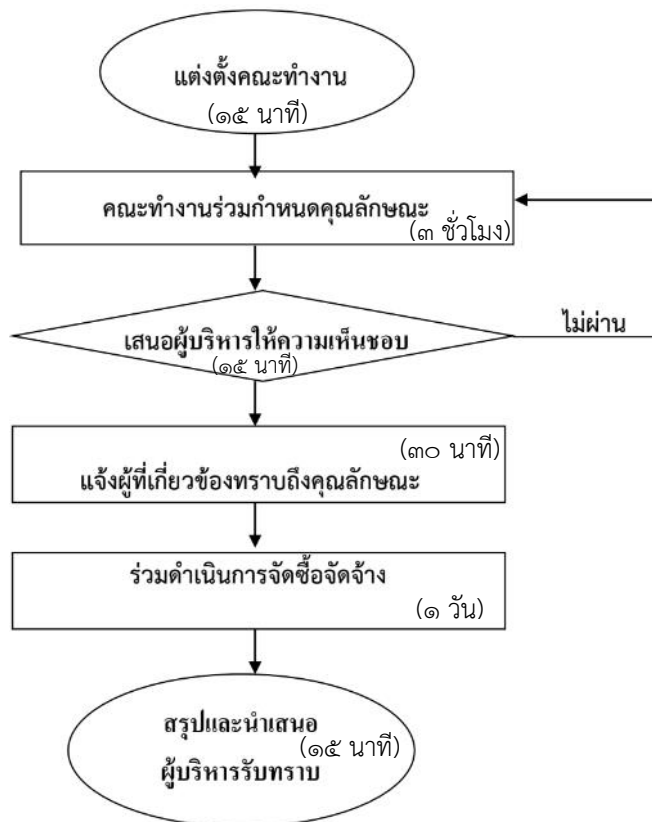 แต่งตั้งคณะทำงาน
(๑๕ นาที)
คณะทำงานร่วมกำหนดคุณลักษณะ
(๓ ชั่วโมง)
ไม่ผ่าน
เสนอผู้บริหารให้ความเห็นชอบ
(๑๕ นาที)
(๓๐ นาที)
แจ้งผู้ที่เกี่ยวข้องทราบถึงคุณลักษณะ
ร่วมดำเนินการจัดซื้อจัดจ้าง
(๑ วัน)
สรุปและนำเสนอ
(๑๕ นาที)
ผู้บริหารรับทราบ